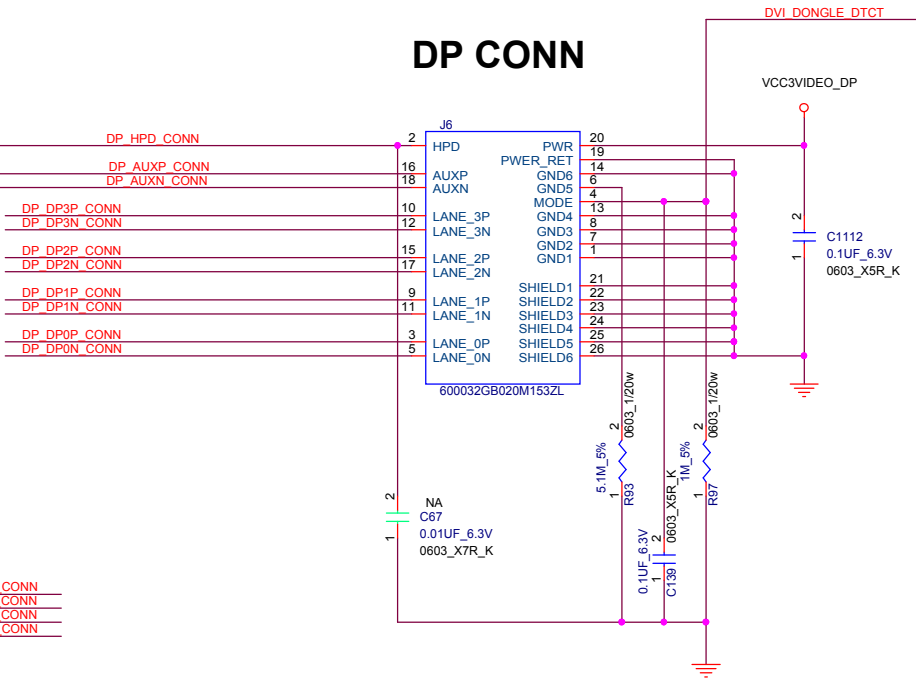 DVI_DONGLE_DTCT
DP CONN
VCC3VIDEO_DP
J6
DP_HPD_CONN 2 HPD PWR 20
PWER_RET 19
DP_AUXP_CONN 16 AUXP GND6 14
DP_AUXN_CONN 18 AUXN GND5 6
MODE 4
DP_DP3P_CONN 10 LANE_3P GND4 13
DP_DP3N_CONN 12 LANE_3N GND3 8
GND2 7
DP_DP2P_CONN 15 LANE_2P GND1 1
DP_DP2N_CONN 17 LANE_2N
SHIELD1 21
DP_DP1P_CONN 9 LANE_1P SHIELD2 22
DP_DP1N_CONN 11 LANE_1N SHIELD3 23
SHIELD4 24
DP_DP0P_CONN 3 LANE_0P SHIELD5 25
DP_DP0N_CONN 5 LANE_0N SHIELD6 26
600032GB020M153ZL
2
C1112
1
0.1UF_6.3V
0603_X5R_K
2
0603_1/20w
5.1M_5%
1
R93
2
0603_1/20w
1M_5%
1
R97
2
0603_X5R_K
0.1UF_6.3V
1
C139
2
NA
C67
1
0.01UF_6.3V
0603_X7R_K
CONN
CONN
CONN
CONN